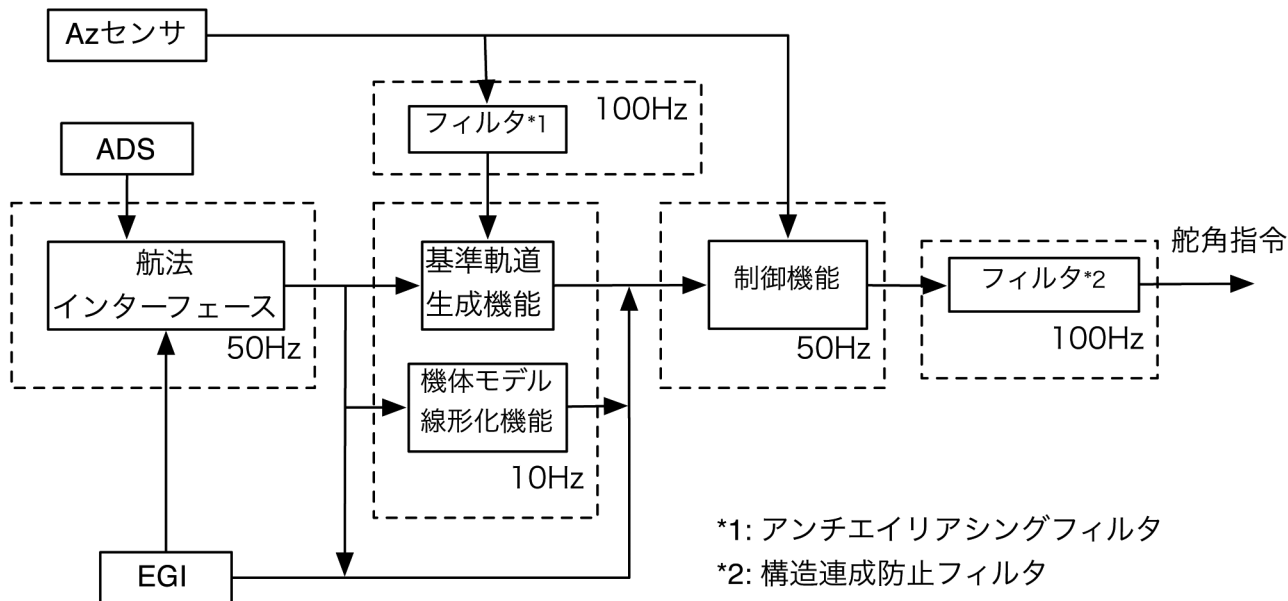 Azセンサ
フィルタ*1
100Hz
ADS
航法
インターフェース
50Hz
基準軌道
生成機能
機体モデル
線形化機能
10Hz
制御機能
50Hz
舵角指令
フィルタ*2
100Hz
EGI
*1: アンチエイリアシングフィルタ
*2: 構造連成防止フィルタ